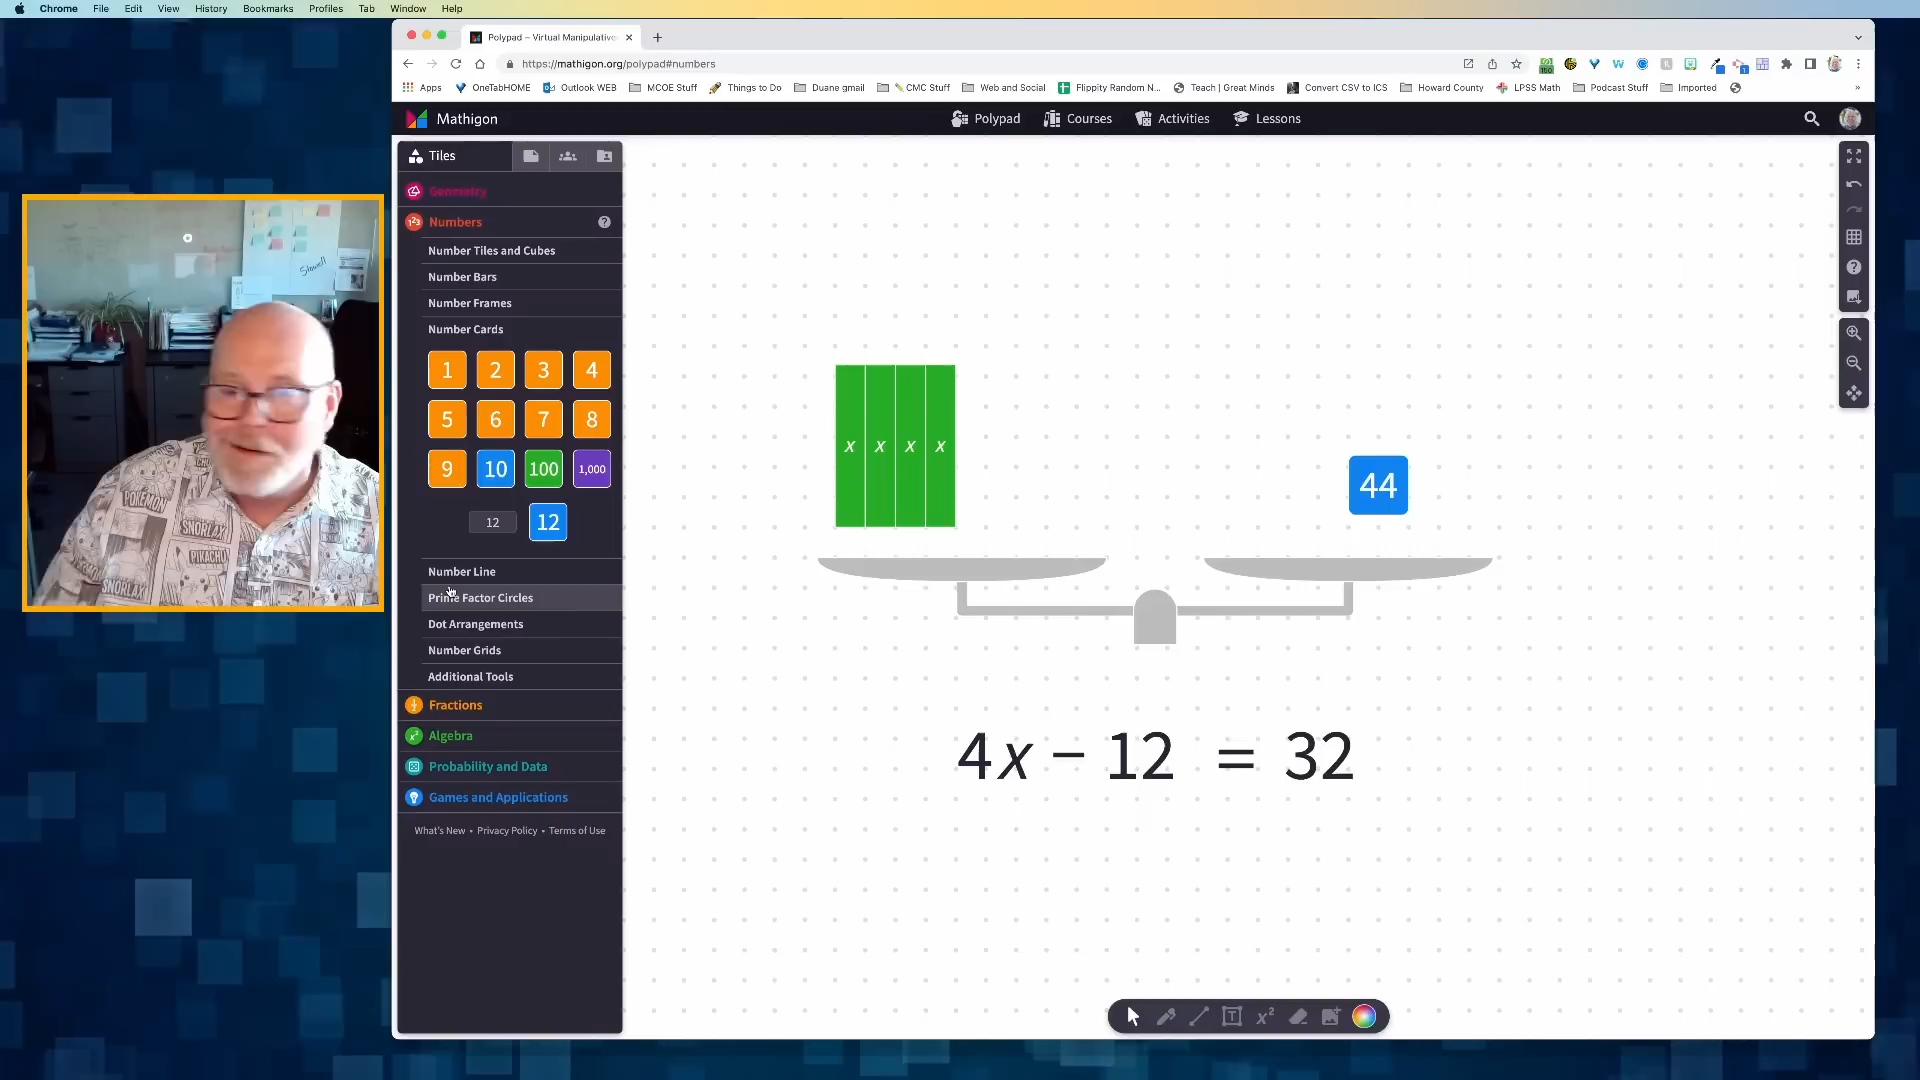 Chrome File Edit View History Bookmarks Profiles Tab Window Help
Polypad – Virtual Manipulative
https://mathigon.org/polypad#numbers
Apps OneTabHOME Outlook WEB MCOE Stuff Things to Do Duane gmail CMC Stuff Web and Social Flippity Random N... Teach | Great Minds Convert CSV to ICS Howard County LPSS Math Podcast Stuff Imported »
Mathigon Polypad Courses Activities Lessons
Tiles
Geometry
Numbers
Number Tiles and Cubes
Number Bars
Number Frames
Number Cards
1 2 3 4
5 6 7 8
9 10 100 1,000
12 12
Number Line
Prime Factor Circles
Dot Arrangements
Number Grids
Additional Tools
Fractions
Algebra
Probability and Data
Games and Applications
What's New • Privacy Policy • Terms of Use
x x x x
44
4x − 12 = 32
Stowell
POKEMON
SNORLAX
PIKACHU
SNORLAX